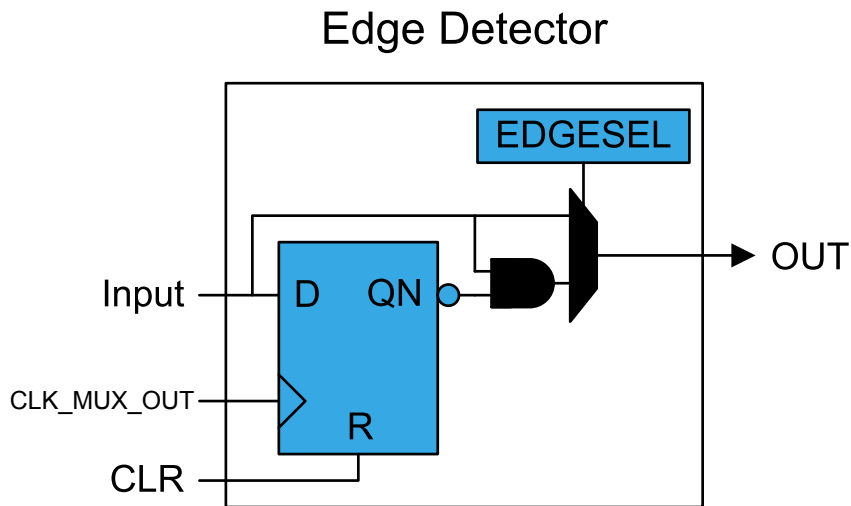 Edge Detector
EDGESEL
OUT
Input
D
QN
CLK_MUX_OUT
R
CLR